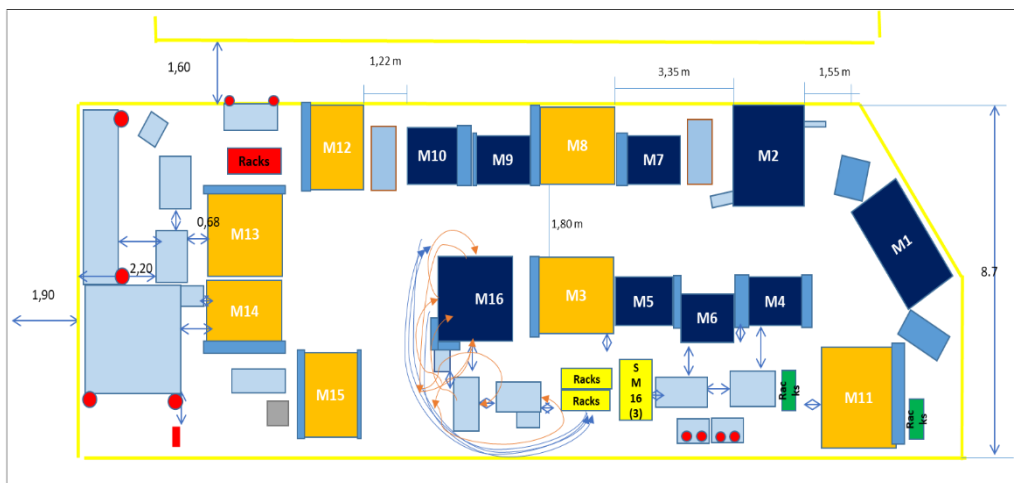 1,60
1,22 m
3,35 m
1,55 m
M12
M10
M9
M8
M7
M2
Racks
M13
0,68
1,80 m
M1
8.7
2,20
1,90
M14
M16
M3
M5
M6
M4
M15
Racks
Racks
S
M
16
(3)
Rac
ks
M11
Rac
ks